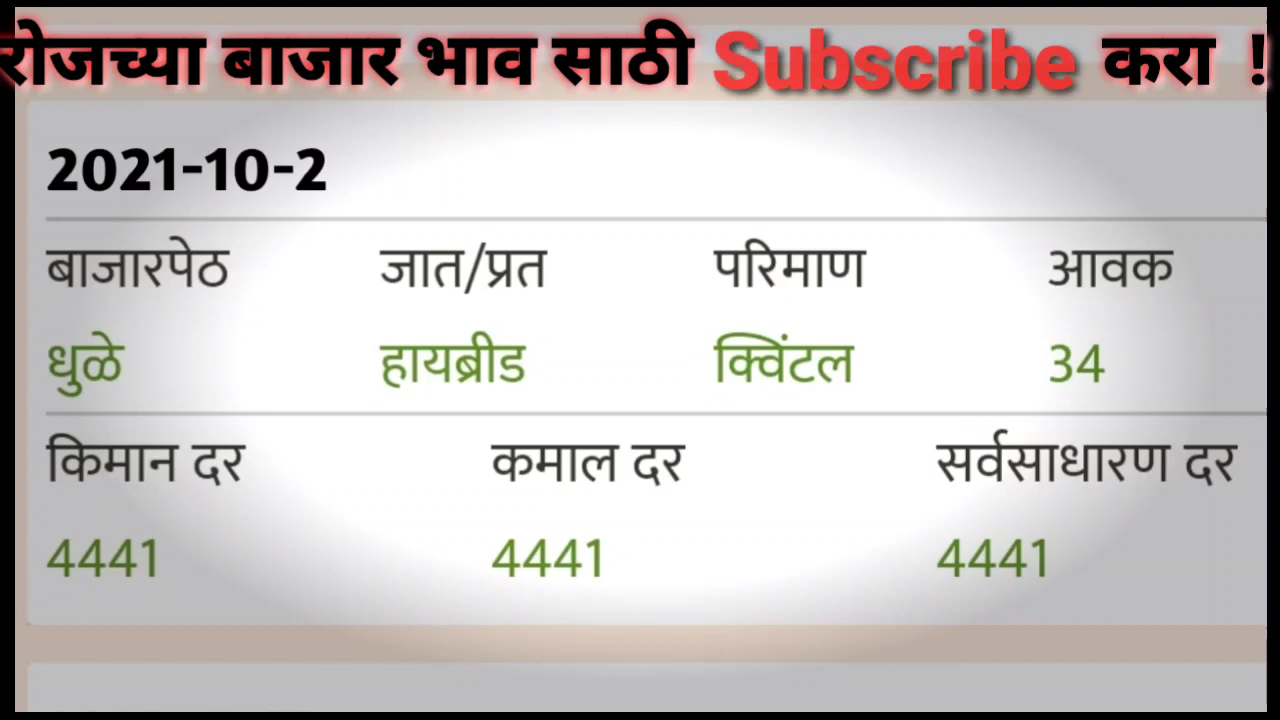 रोजच्या बाजार भाव साठी Subscribe करा !
2021-10-2
बाजारपेठ जात/प्रत परिमाण आवक
धुळे हायब्रीड क्विंटल 34
किमान दर कमाल दर सर्वसाधारण दर
4441 4441 4441